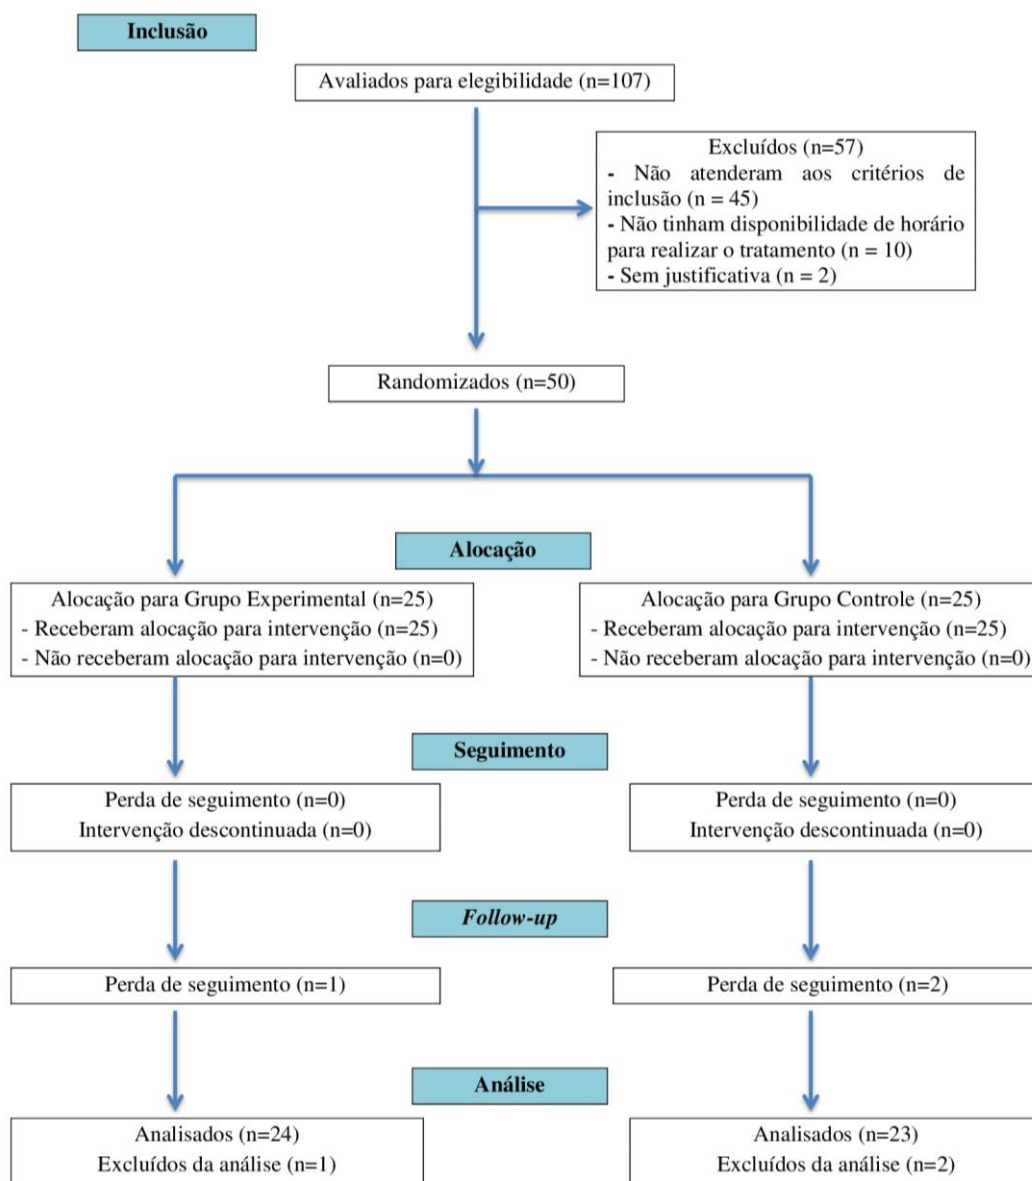 Inclusão
Avaliados para elegibilidade (n=107)
Excluídos (n=57)
- Não atenderam aos critérios de
inclusão (n = 45)
- Não tinham disponibilidade de horário
para realizar o tratamento (n = 10)
- Sem justificativa (n = 2)
Randomizados (n=50)
Alocação
Alocação para Grupo Experimental (n=25)
- Receberam alocação para intervenção (n=25)
- Não receberam alocação para intervenção (n=0)
Alocação para Grupo Controle (n=25)
- Receberam alocação para intervenção (n=25)
- Não receberam alocação para intervenção (n=0)
Seguimento
Perda de seguimento (n=0)
Intervenção descontinuada (n=0)
Perda de seguimento (n=0)
Intervenção descontinuada (n=0)
Follow-up
Perda de seguimento (n=1)
Perda de seguimento (n=2)
Análise
Analisados (n=24)
Excluídos da análise (n=1)
Analisados (n=23)
Excluídos da análise (n=2)